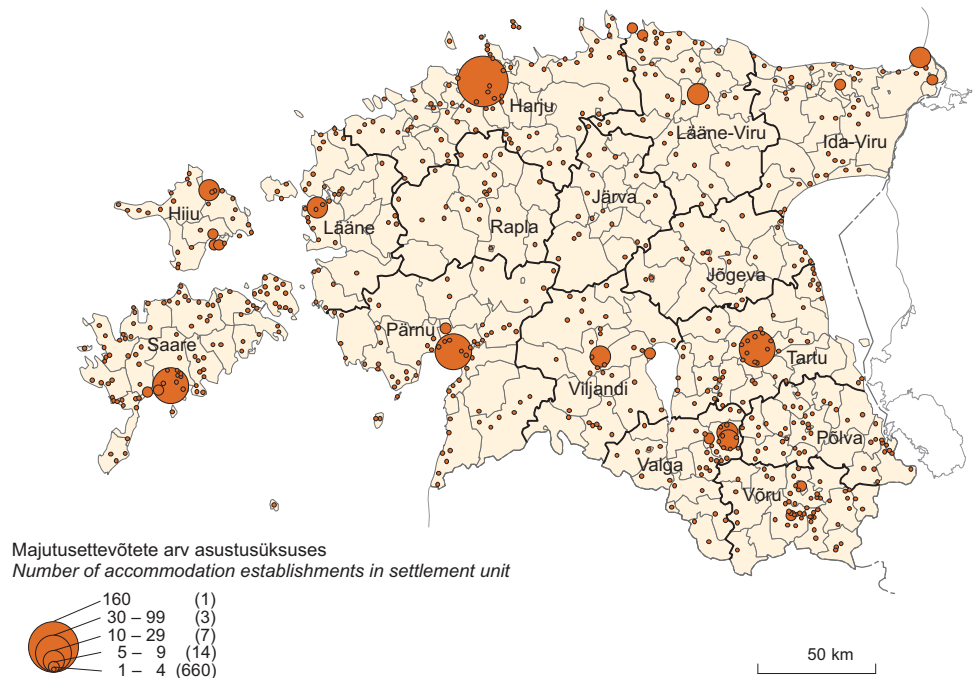 Harju
Lääne-Viru
Ida-Viru
Järva
Hiiu
Lääne
Rapla
Jõgeva
Pärnu
Saare
Tartu
Viljandi
Põlva
Valga
Võru
Majutusettevõtete arv asustusüksuses
Number of accommodation establishments in settlement unit
160 (1)
30 – 99 (3)
10 – 29 (7)
5 – 9 (14)
1 – 4 (660)
50 km